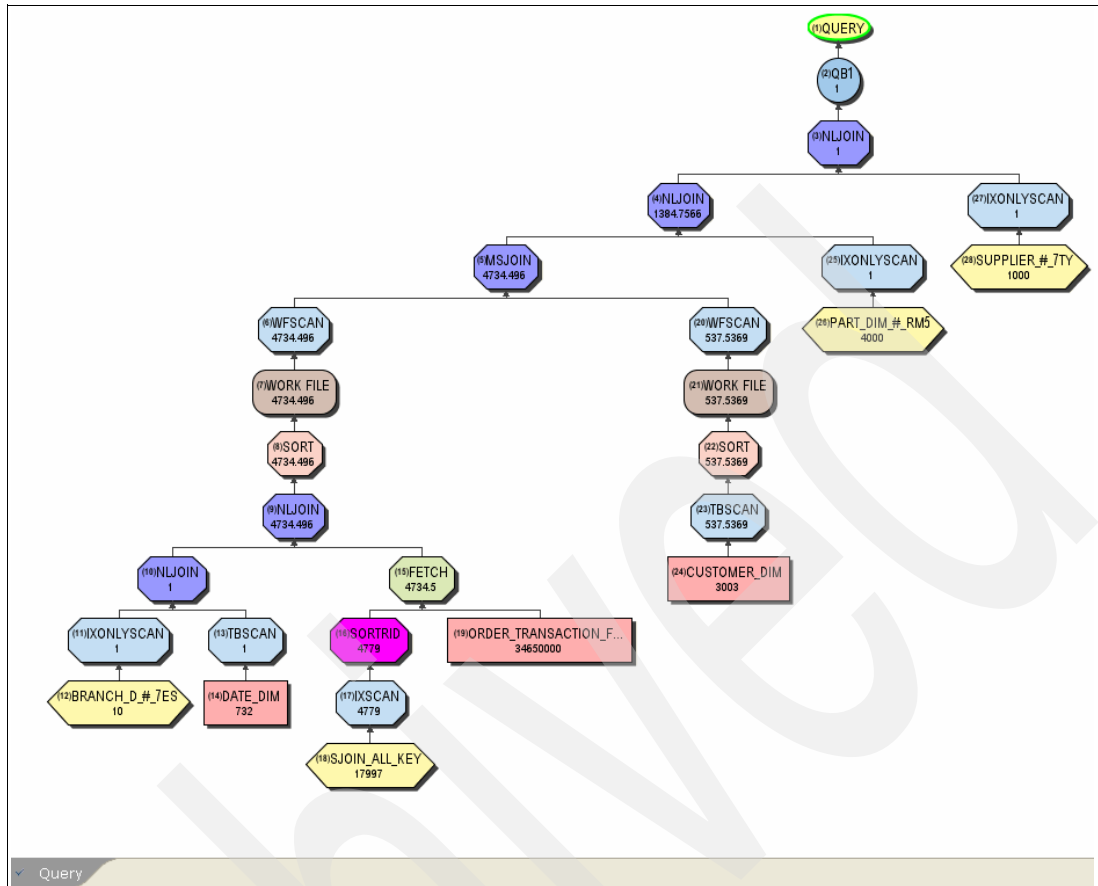 (1)QUERY
(2)QB1
1
(3)NLJOIN
1
(4)NLJOIN
1384.7566
(27)IXONLYSCAN
1
(5)MSJOIN
4734.496
(25)IXONLYSCAN
1
(28)SUPPLIER_#_7TY
1000
(6)WFSCAN
4734.496
(20)WFSCAN
537.5369
(26)PART_DIM_#_RM5
4000
(7)WORK FILE
4734.496
(21)WORK FILE
537.5369
(8)SORT
4734.496
(22)SORT
537.5369
(9)NLJOIN
4734.496
(23)TBSCAN
537.5369
(10)NLJOIN
1
(15)FETCH
4734.5
(24)CUSTOMER_DIM
3003
(11)IXONLYSCAN
1
(13)TBSCAN
1
(16)SORTRID
4779
(19)ORDER_TRANSACTION_F...
34650000
(12)BRANCH_D_#_7ES
10
(14)DATE_DIM
732
(17)IXSCAN
4779
(18)SJOIN_ALL_KEY
17997
Query